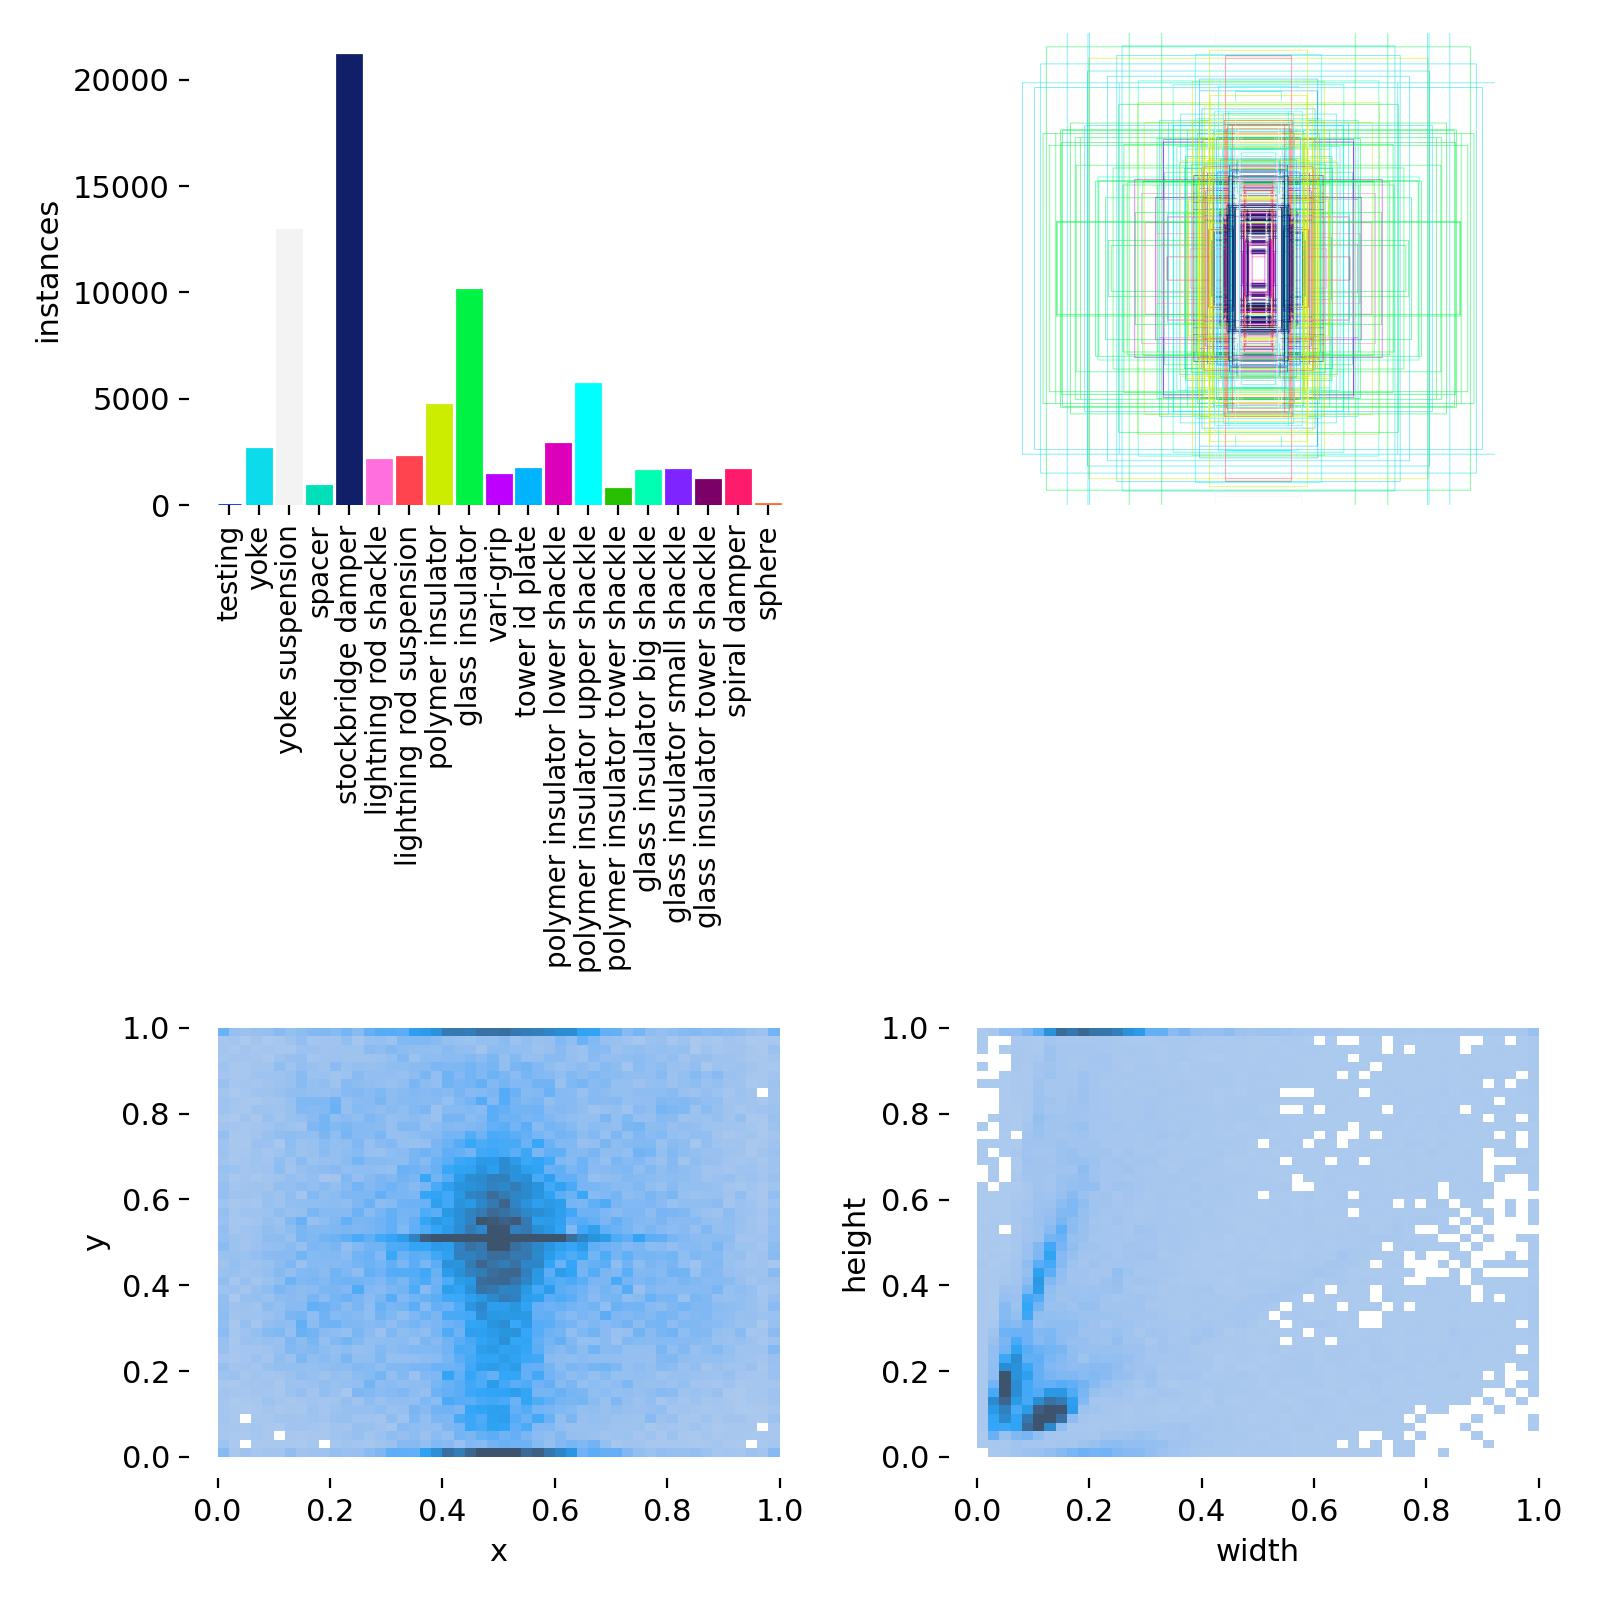 instances
20000
15000
10000
5000
0
testing
yoke
yoke suspension
spacer
stockbridge damper
lightning rod shackle
lightning rod suspension
polymer insulator
glass insulator
vari-grip
tower id plate
polymer insulator lower shackle
polymer insulator upper shackle
polymer insulator tower shackle
glass insulator big shackle
glass insulator small shackle
glass insulator tower shackle
spiral damper
sphere
y
1.0
0.8
0.6
0.4
0.2
0.0
0.0 0.2 0.4 0.6 0.8 1.0
x
height
1.0
0.8
0.6
0.4
0.2
0.0
0.0 0.2 0.4 0.6 0.8 1.0
width